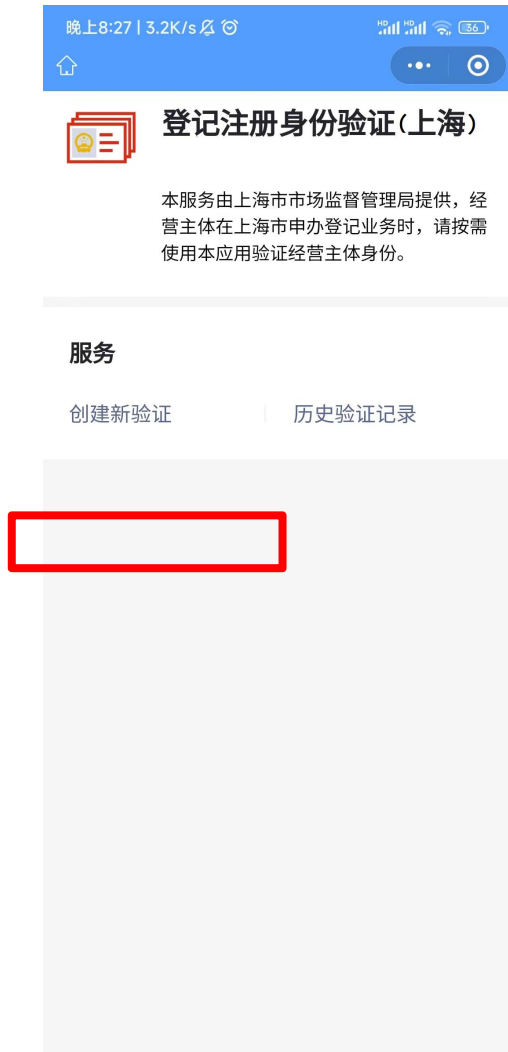 晚上8:27 | 3.2K/s HD HD 36
登记注册身份验证(上海)
本服务由上海市市场监督管理局提供，经
营主体在上海市申办登记业务时，请按需
使用本应用验证经营主体身份。
服务
创建新验证 历史验证记录